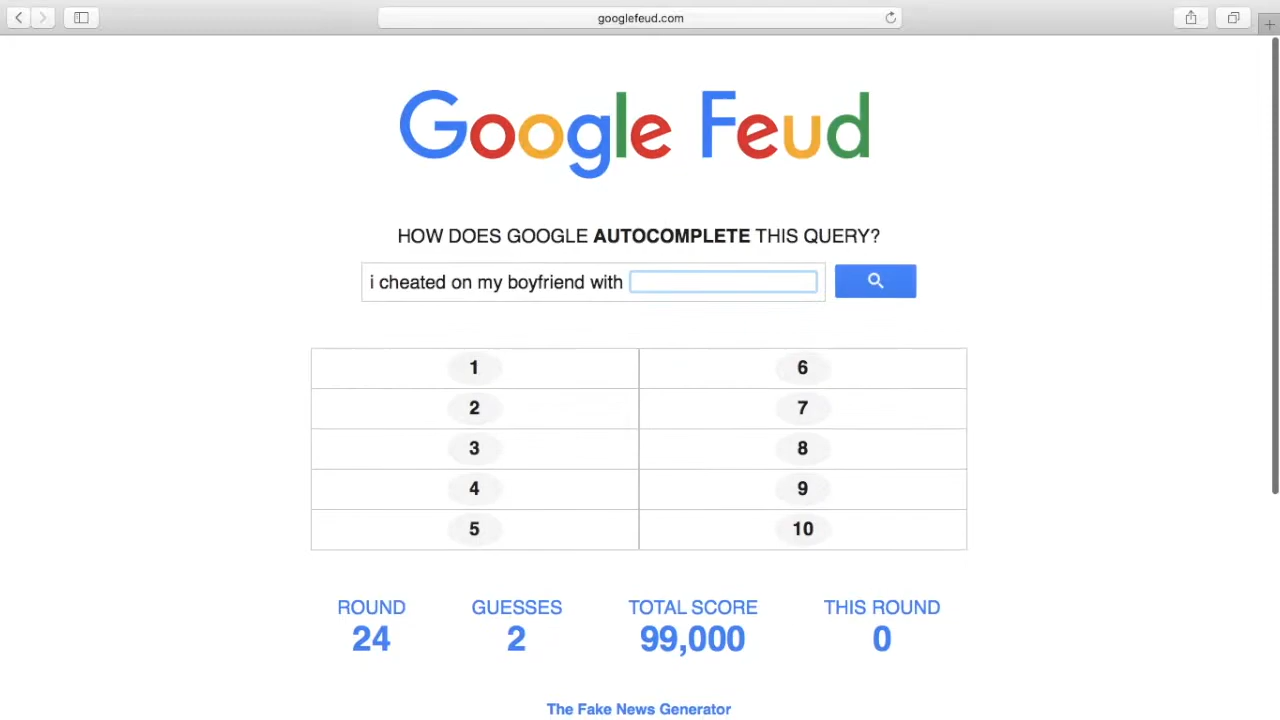 googlefeud.com
Google Feud
HOW DOES GOOGLE AUTOCOMPLETE THIS QUERY?
i cheated on my boyfriend with
1 6
2 7
3 8
4 9
5 10
ROUND GUESSES TOTAL SCORE THIS ROUND
24 2 99,000 0
The Fake News Generator